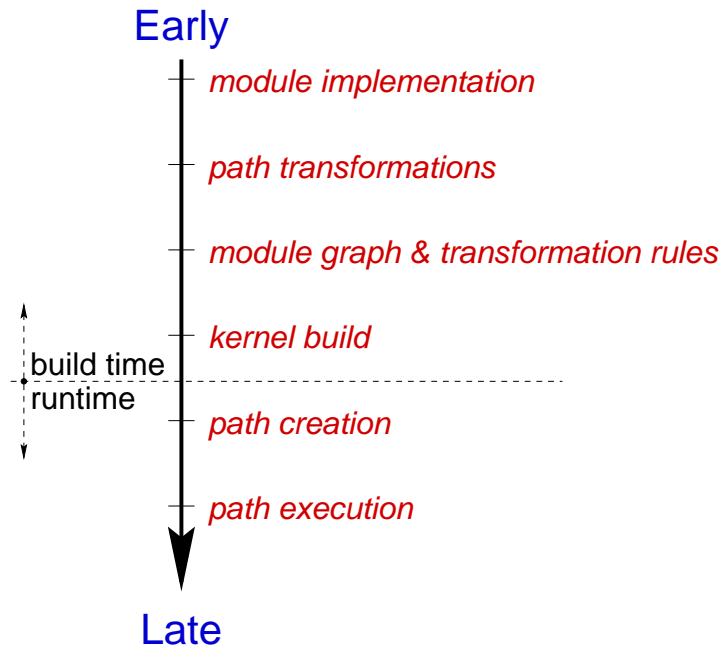 Early
module implementation
path transformations
module graph & transformation rules
kernel build
build time
runtime
path creation
path execution
Late